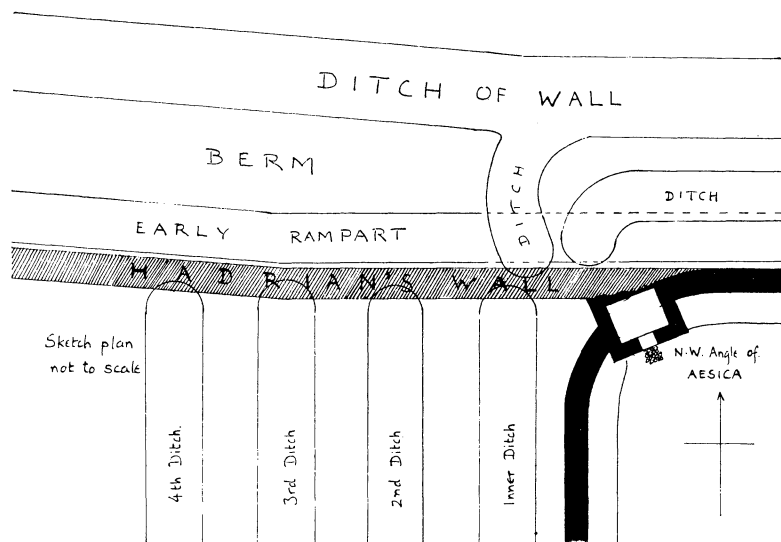 DITCH OF WALL
BERM
DITCH
DITCH
EARLY RAMPART
HADRIAN'S WALL
Sketch plan
not to scale
N.W. Angle of.
AESICA
4th Ditch.
3rd Ditch
2nd Ditch
Inner Ditch